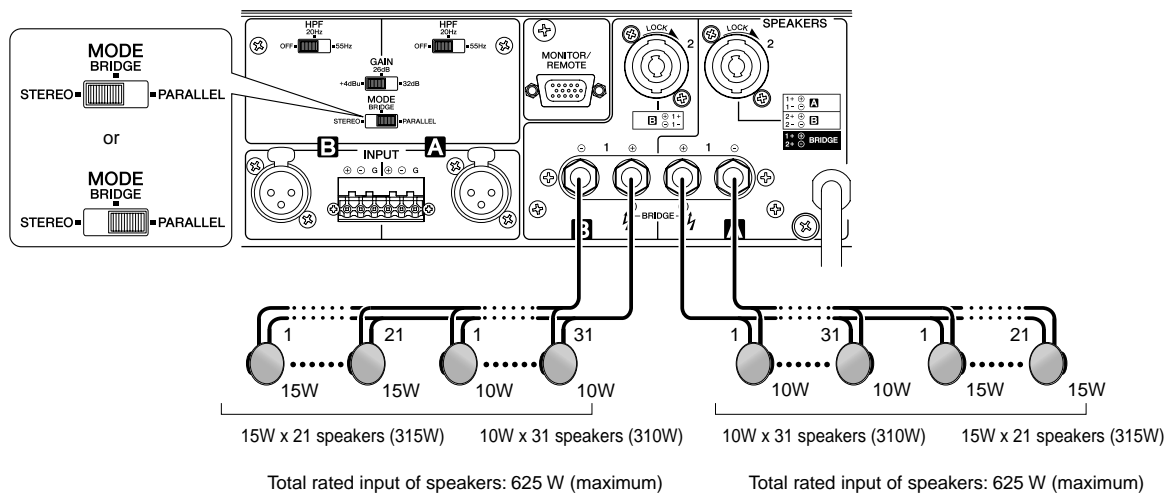 MODE
BRIDGE
STEREO PARALLEL
or
MODE
BRIDGE
STEREO PARALLEL
HPF
20Hz
OFF 55Hz
HPF
20Hz
OFF 55Hz
GAIN
26dB
+4dBu 32dB
MODE
BRIDGE
STEREO PARALLEL
B INPUT A
⊕ ⊖ G ⊕ ⊖ G
MONITOR/
REMOTE
SPEAKERS
LOCK 2
LOCK 2
B ⊕ 1+
⊖ 1-
1+ ⊕ A
1- ⊖
2+ ⊕ B
2- ⊖
1+ ⊕ BRIDGE
2+ ⊖
⊖ 1 ⊕ ⊕ 1 ⊖
BRIDGE
B A
1 21 1 31
15W 15W 10W 10W
1 31 1 21
10W 10W 15W 15W
15W x 21 speakers (315W) 10W x 31 speakers (310W)
10W x 31 speakers (310W) 15W x 21 speakers (315W)
Total rated input of speakers: 625 W (maximum)
Total rated input of speakers: 625 W (maximum)